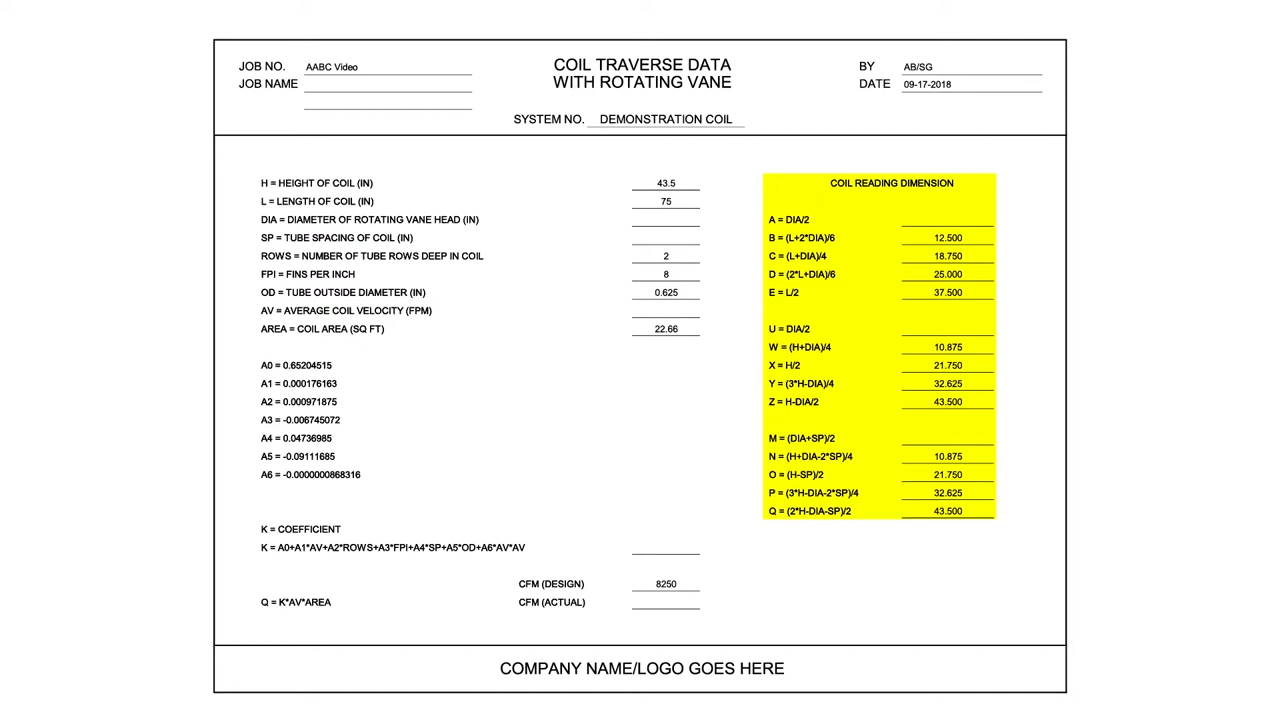 JOB NO. AABC Video
JOB NAME
COIL TRAVERSE DATA
WITH ROTATING VANE
BY AB/SG
DATE 09-17-2018
SYSTEM NO. DEMONSTRATION COIL
H = HEIGHT OF COIL (IN) 43.5
L = LENGTH OF COIL (IN) 75
DIA = DIAMETER OF ROTATING VANE HEAD (IN)
SP = TUBE SPACING OF COIL (IN)
ROWS = NUMBER OF TUBE ROWS DEEP IN COIL 2
FPI = FINS PER INCH 8
OD = TUBE OUTSIDE DIAMETER (IN) 0.625
AV = AVERAGE COIL VELOCITY (FPM)
AREA = COIL AREA (SQ FT) 22.66
A0 = 0.65204515
A1 = 0.000176163
A2 = 0.000971875
A3 = -0.006745072
A4 = 0.04736985
A5 = -0.09111685
A6 = -0.0000000868316
K = COEFFICIENT
K = A0+A1*AV+A2*ROWS+A3*FPI+A4*SP+A5*OD+A6*AV*AV
CFM (DESIGN) 8250
Q = K*AV*AREA CFM (ACTUAL)
COIL READING DIMENSION
A = DIA/2
B = (L+2*DIA)/6 12.500
C = (L+DIA)/4 18.750
D = (2*L+DIA)/6 25.000
E = L/2 37.500
U = DIA/2
W = (H+DIA)/4 10.875
X = H/2 21.750
Y = (3*H-DIA)/4 32.625
Z = H-DIA/2 43.500
M = (DIA+SP)/2
N = (H+DIA-2*SP)/4 10.875
O = (H-SP)/2 21.750
P = (3*H-DIA-2*SP)/4 32.625
Q = (2*H-DIA-SP)/2 43.500
COMPANY NAME/LOGO GOES HERE